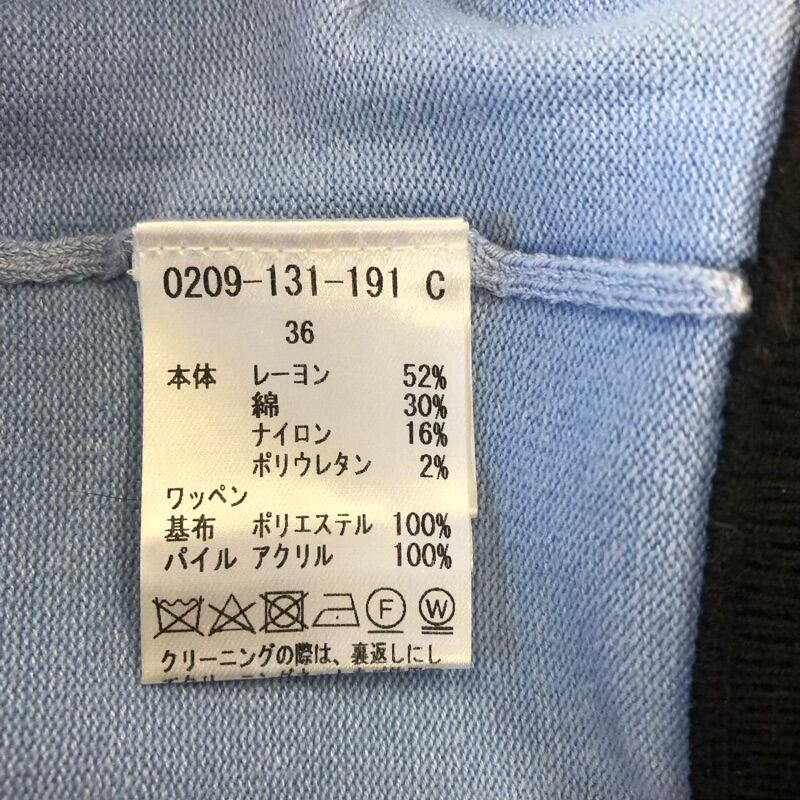 0209-131-191 C
36
本体 レーヨン 52%
綿 30%
ナイロン 16%
ポリウレタン 2%
ワッペン
基布 ポリエステル 100%
パイル アクリル 100%
F W
クリーニングの際は、裏返しにし